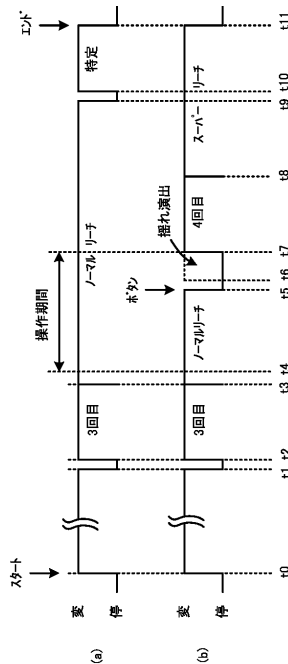 スタート
エンド
操作期間
変
停
(a)
3回目
ノーマルリーチ
特定
ボタン
揺れ演出
変
停
(b)
3回目
ノーマルリーチ
4回目
スーパーリーチ
t0 t1 t2 t3 t4 t5 t6 t7 t8 t9 t10 t11